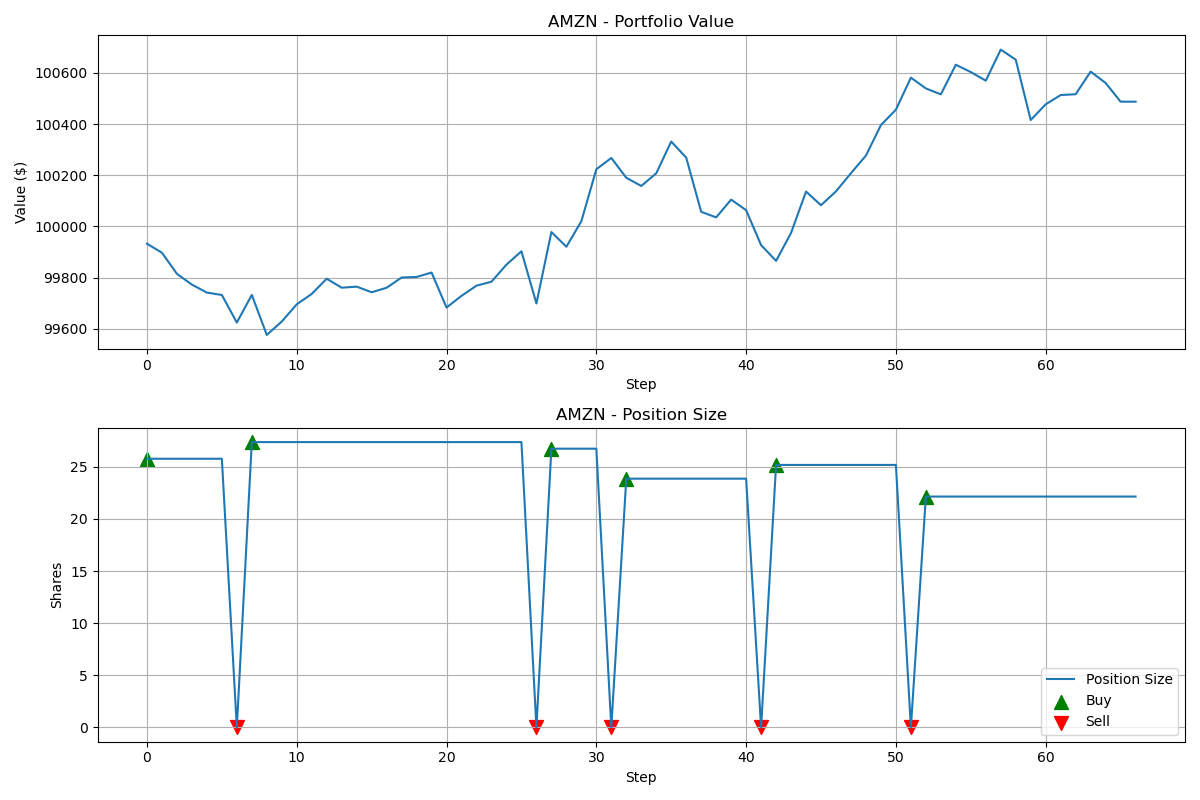 AMZN - Portfolio Value
Value ($)
100600
100400
100200
100000
99800
99600
0 10 20 30 40 50 60
Step
AMZN - Position Size
Shares
25
20
15
10
5
0
Position Size
Buy
Sell
0 10 20 30 40 50 60
Step